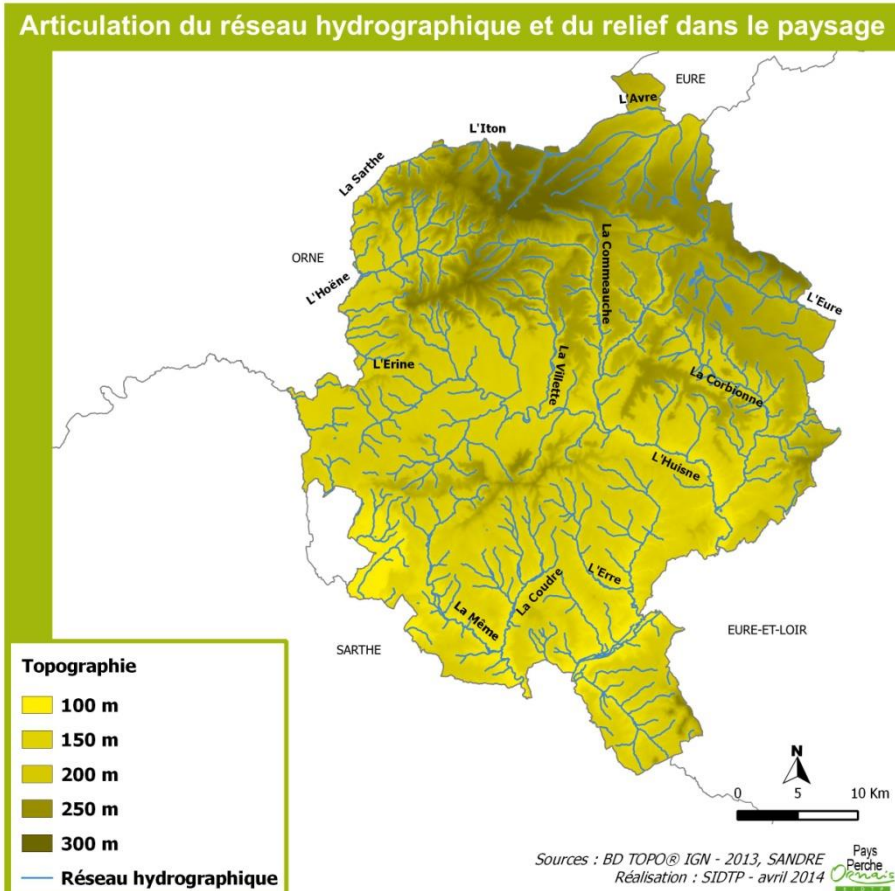 Articulation du réseau hydrographique et du relief dans le paysage
EURE
L'Avre
L'Iton
La Sarthe
ORNE
L'Hoëne
La Commeauche
L'Eure
L'Erine
La Villette
La Corbionne
L'Huisne
L'Erre
La Coudre
La Même
SARTHE
EURE-ET-LOIR
Topographie
100 m
150 m
200 m
250 m
300 m
Réseau hydrographique
N
0 5 10 Km
Sources : BD TOPO® IGN - 2013, SANDRE
Réalisation : SIDTP - avril 2014
Pays
Perche
Ornais